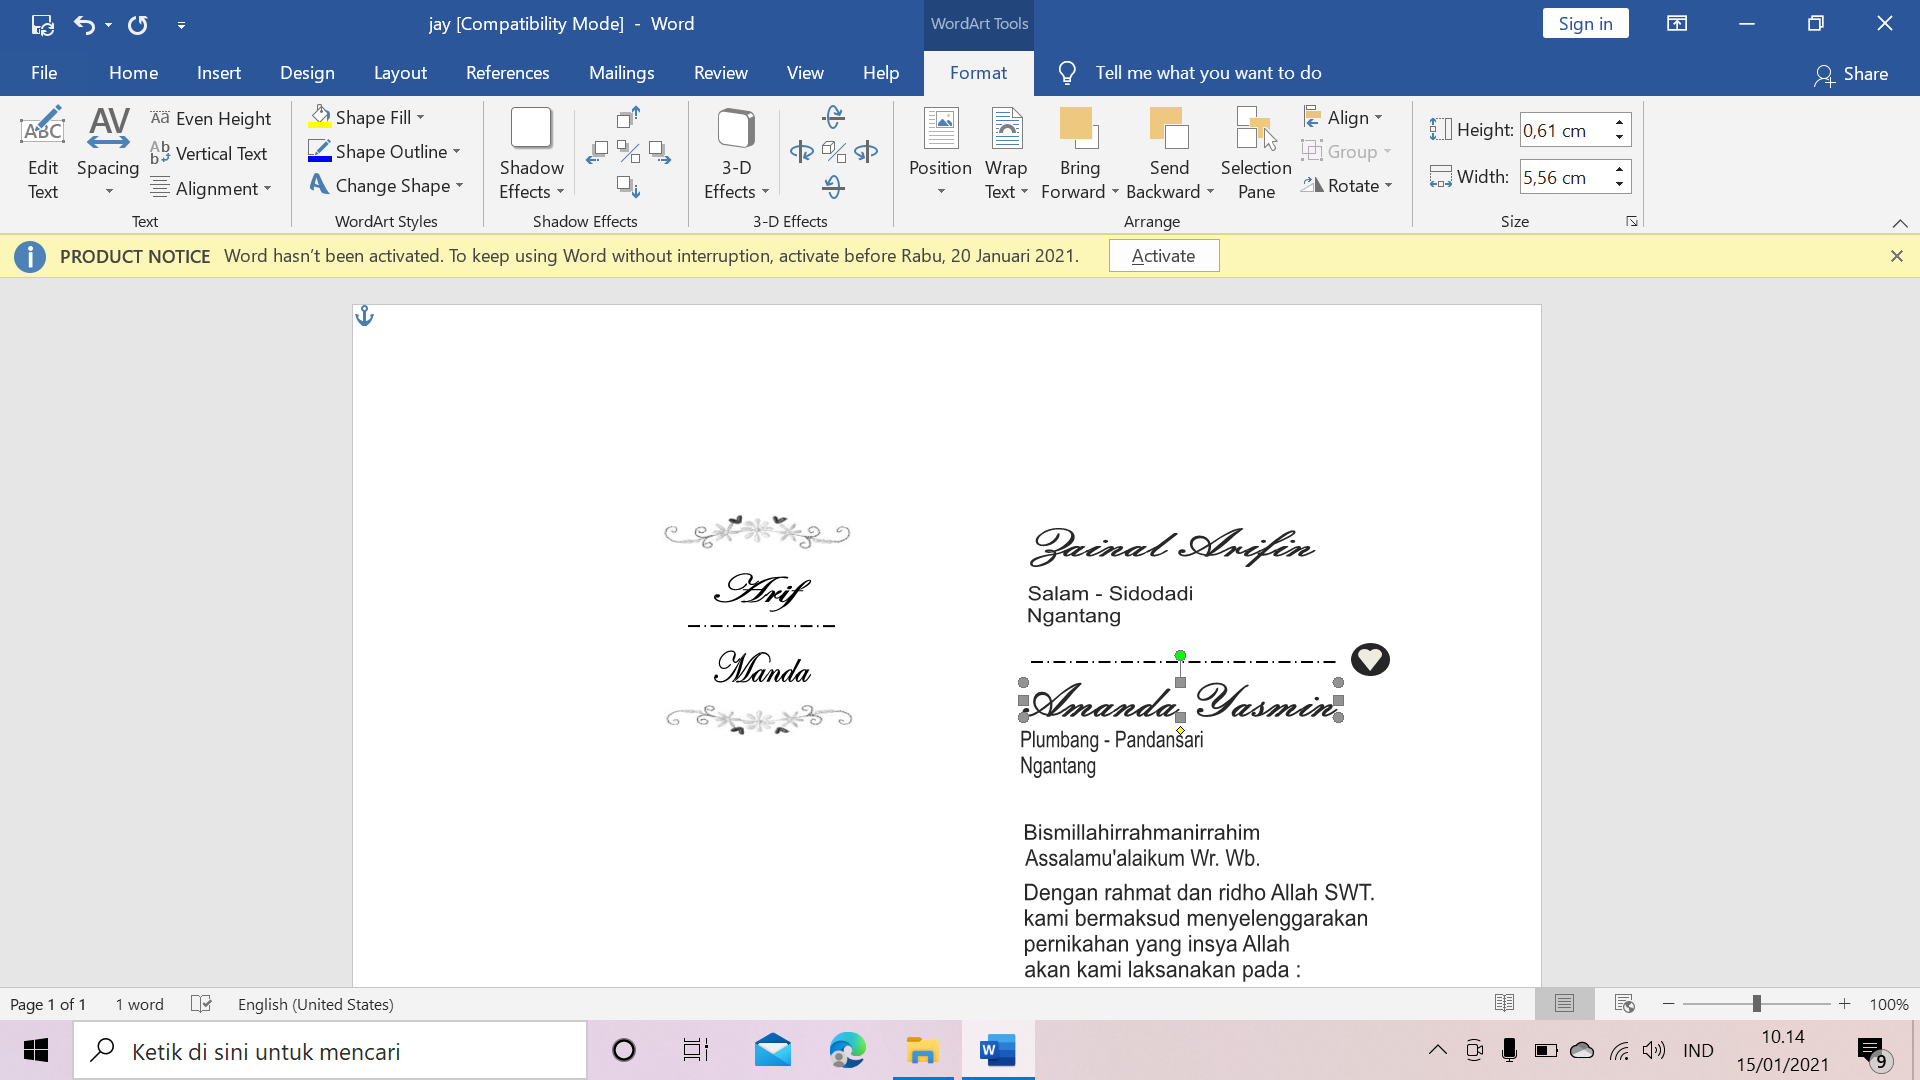 jay [Compatibility Mode] - Word
WordArt Tools
Sign in
File
Home
Insert
Design
Layout
References
Mailings
Review
View
Help
Format
Tell me what you want to do
Share
Edit Text
Spacing
Even Height
Vertical Text
Alignment
Text
Shape Fill
Shape Outline
Change Shape
WordArt Styles
Shadow Effects
Shadow Effects
3-D Effects
3-D Effects
Position
Wrap Text
Bring Forward
Send Backward
Selection Pane
Align
Group
Rotate
Arrange
Height: 0,61 cm
Width: 5,56 cm
Size
PRODUCT NOTICE Word hasn't been activated. To keep using Word without interruption, activate before Rabu, 20 Januari 2021.
Activate
Arif
Manda
Zainal Arifin
Salam - Sidodadi
Ngantang
Amanda Yasmin
Plumbang - Pandansari
Ngantang
Bismillahirrahmanirrahim
Assalamu'alaikum Wr. Wb.
Dengan rahmat dan ridho Allah SWT.
kami bermaksud menyelenggarakan
pernikahan yang insya Allah
akan kami laksanakan pada :
Page 1 of 1
1 word
English (United States)
100%
Ketik di sini untuk mencari
IND
10.14
15/01/2021
9